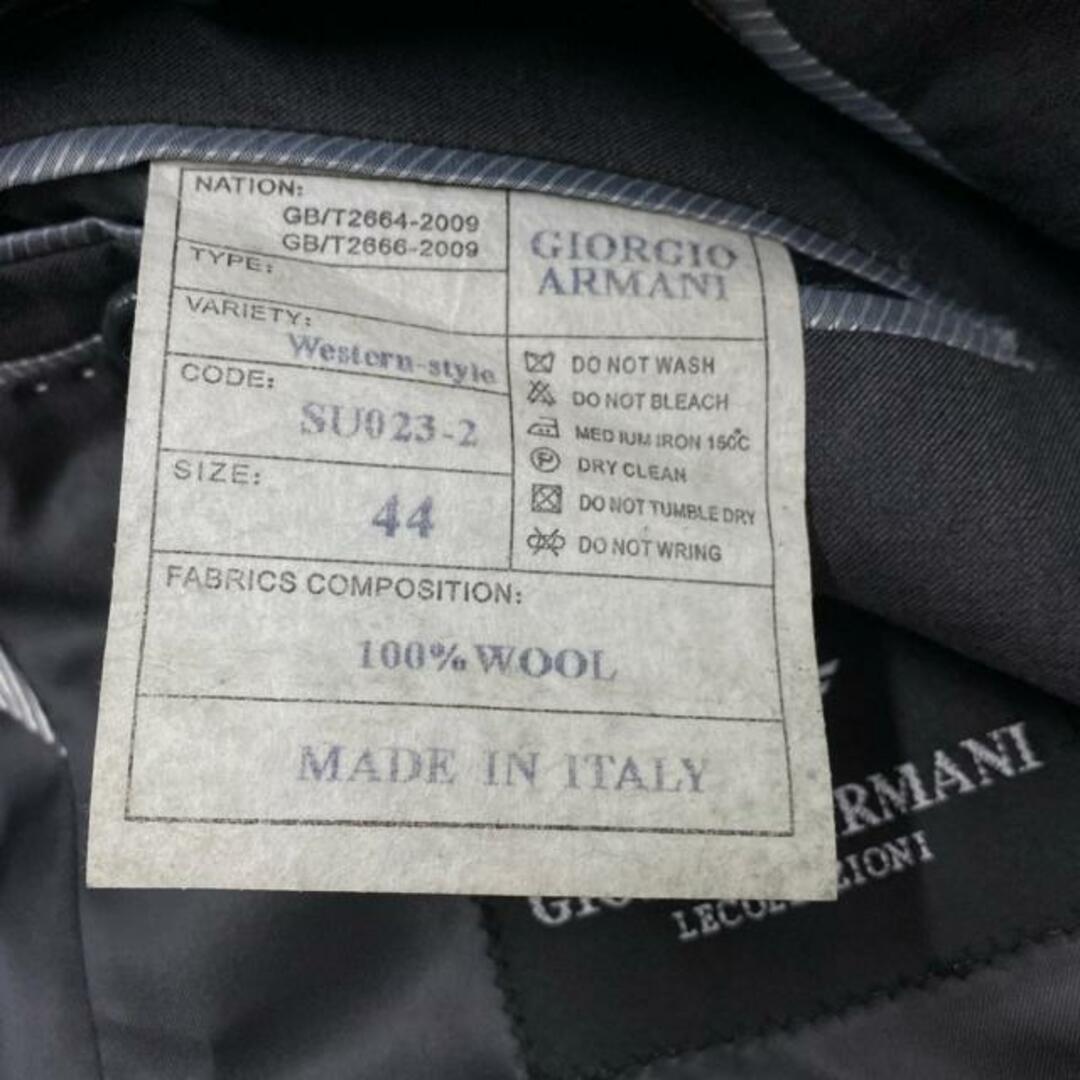 NATION:
GB/T2664-2009
GB/T2666-2009
TYPE:
VARIETY:
Western-style
CODE:
SU023-2
SIZE:
44
GIORGIO
ARMANI
DO NOT WASH
DO NOT BLEACH
MEDIUM IRON 150℃
DRY CLEAN
DO NOT TUMBLE DRY
DO NOT WRING
FABRICS COMPOSITION:
100% WOOL
MADE IN ITALY
RMANI